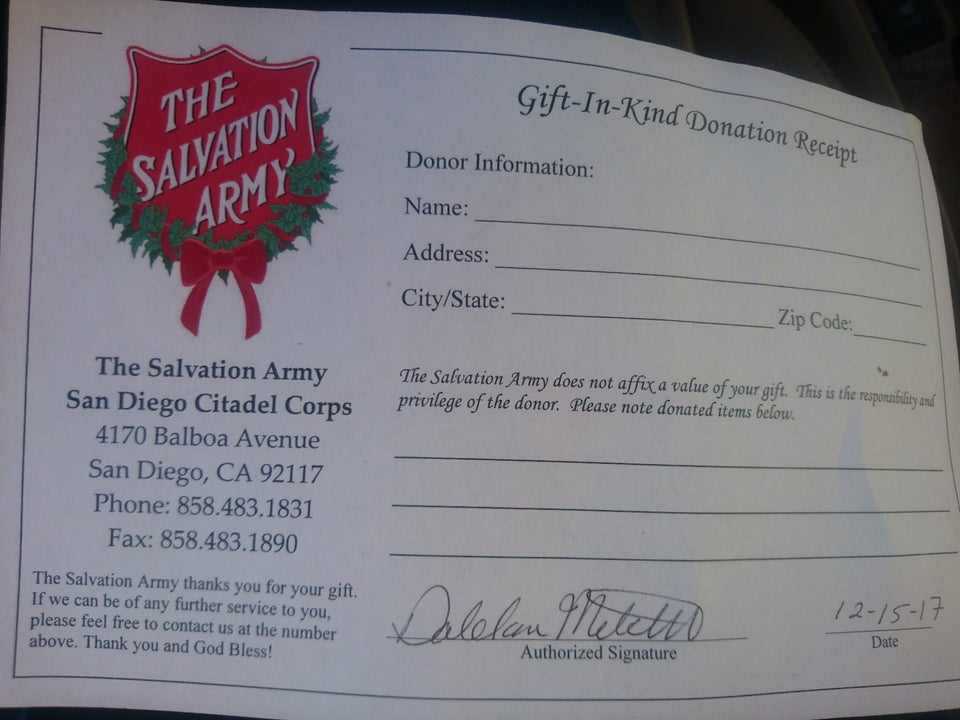 THE
SALVATION
ARMY
The Salvation Army
San Diego Citadel Corps
4170 Balboa Avenue
San Diego, CA 92117
Phone: 858.483.1831
Fax: 858.483.1890
The Salvation Army thanks you for your gift.
If we can be of any further service to you,
please feel free to contact us at the number
above. Thank you and God Bless!
Gift-In-Kind Donation Receipt
Donor Information:
Name:
Address:
City/State: Zip Code:
The Salvation Army does not affix a value of your gift. This is the responsibility and
privilege of the donor. Please note donated items below.
12-15-17
Authorized Signature
Date